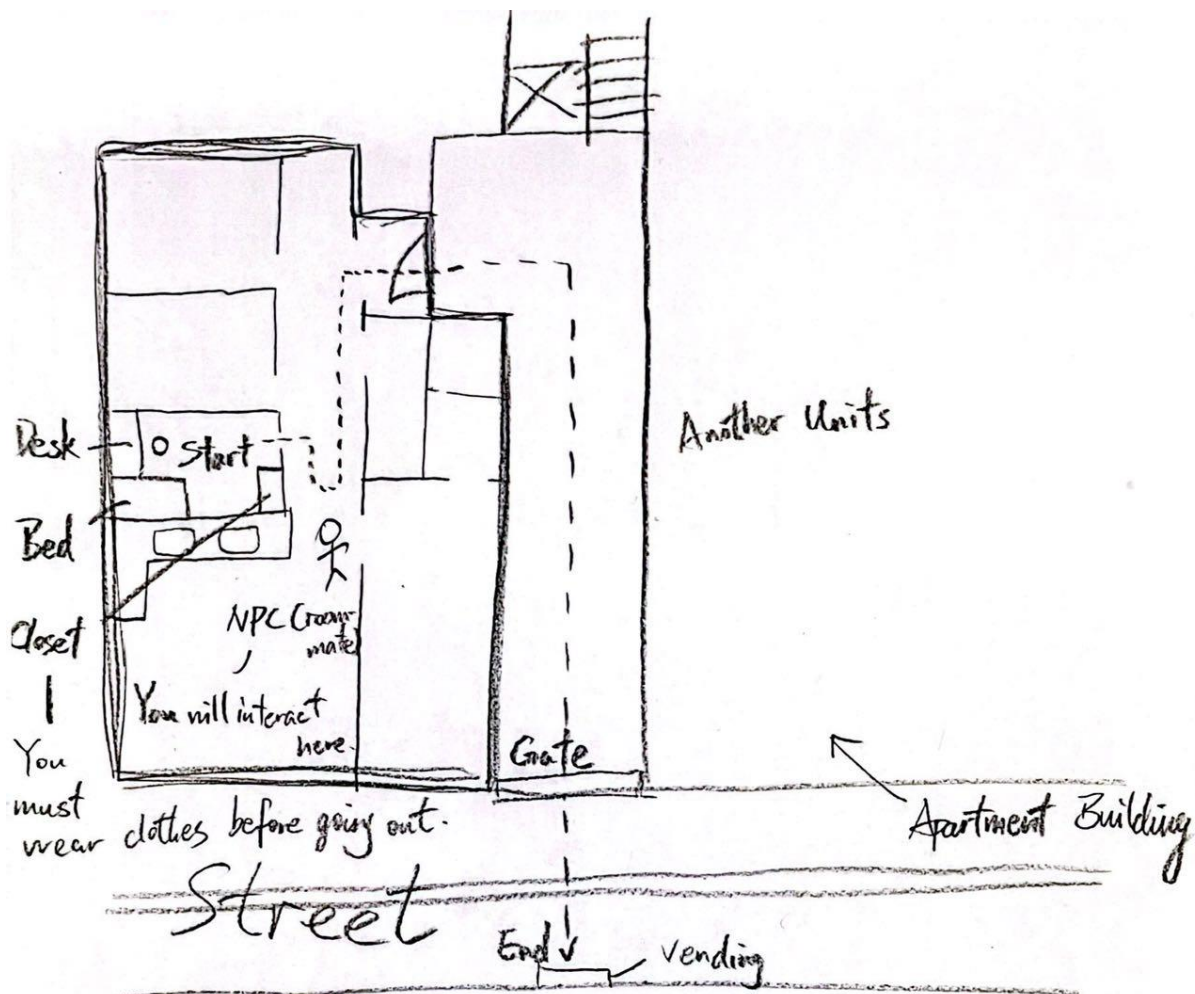 Desk
Start
Bed
Closet
You
must
wear clothes before going out.
NPC (room-
mate)
You will interact
here.
Another Units
Gate
Apartment Building
Street
End
vending